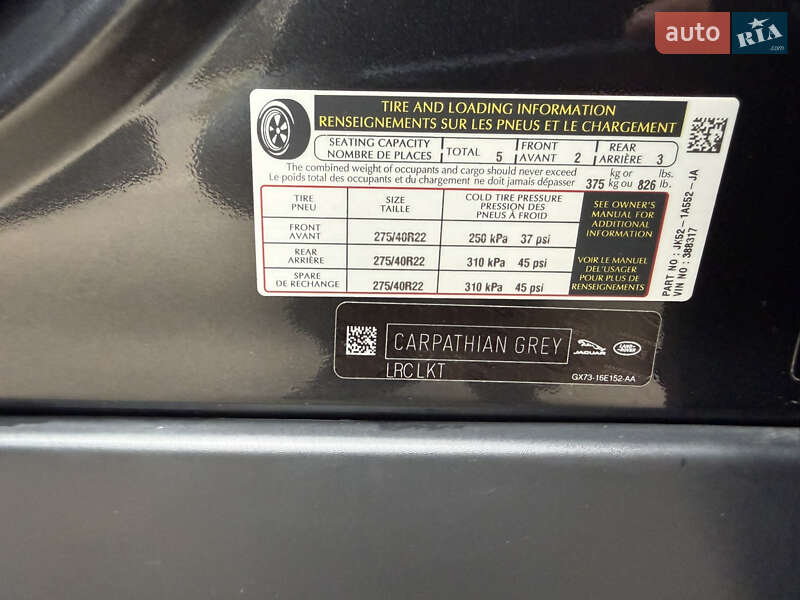 auto RIA
TIRE AND LOADING INFORMATION
RENSEIGNEMENTS SUR LES PNEUS ET LE CHARGEMENT
SEATING CAPACITY
NOMBRE DE PLACES
TOTAL 5
FRONT
AVANT 2
REAR
ARRIÈRE 3
The combined weight of occupants and cargo should never exceed
Le poids total des occupants et du chargement ne doit jamais dépasser
375 kg or
kg ou
826 lbs.
lb.
TIRE
PNEU
SIZE
TAILLE
COLD TIRE PRESSURE
PRESSION DES
PNEUS À FROID
SEE OWNER'S
MANUAL FOR
ADDITIONAL
INFORMATION
FRONT
AVANT
275/40R22
250 kPa 37 psi
REAR
ARRIÈRE
275/40R22
310 kPa 45 psi
SPARE
DE RECHANGE
275/40R22
310 kPa 45 psi
VOIR LE MANUEL
DEL'USAGER
POUR PLUS DE
RENSEIGNEMENTS
PART NO : JK52-1A552-JA
VIN NO : 388317
CARPATHIAN GREY
LRC LKT
JAGUAR
LAND-
ROVER
GX73-16E152-AA